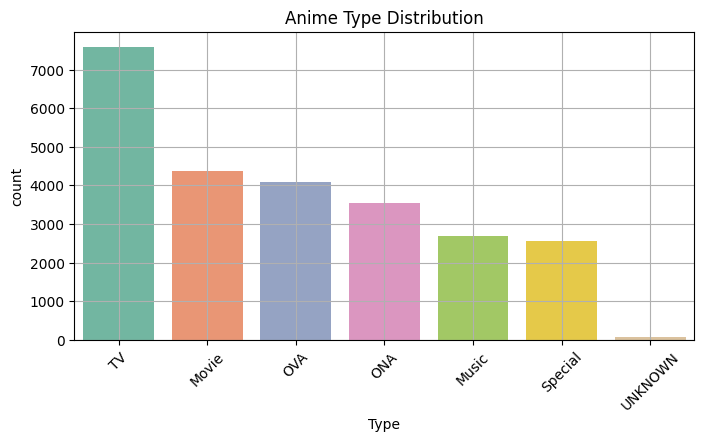 Anime Type Distribution
count
7000
6000
5000
4000
3000
2000
1000
0
TV
Movie
OVA
ONA
Music
Special
UNKNOWN
Type